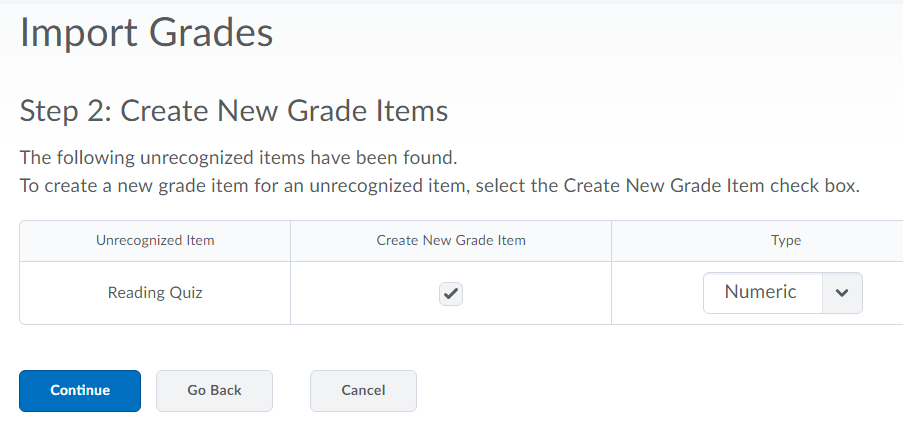 Import Grades
Step 2: Create New Grade Items
The following unrecognized items have been found.
To create a new grade item for an unrecognized item, select the Create New Grade Item check box.
Unrecognized Item Create New Grade Item Type
Reading Quiz Numeric
Continue Go Back Cancel